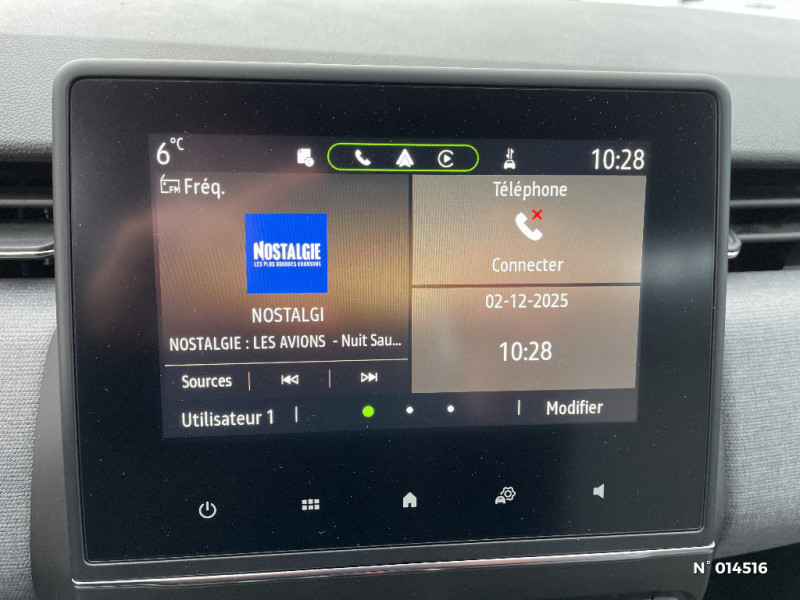 6°C
10:28
FM Fréq.
NOSTALGIE
LES PLUS GRANDES CHANSONS
NOSTALGI
NOSTALGIE : LES AVIONS - Nuit Sau...
Sources
Téléphone
Connecter
02-12-2025
10:28
Utilisateur 1
Modifier
N° 014516